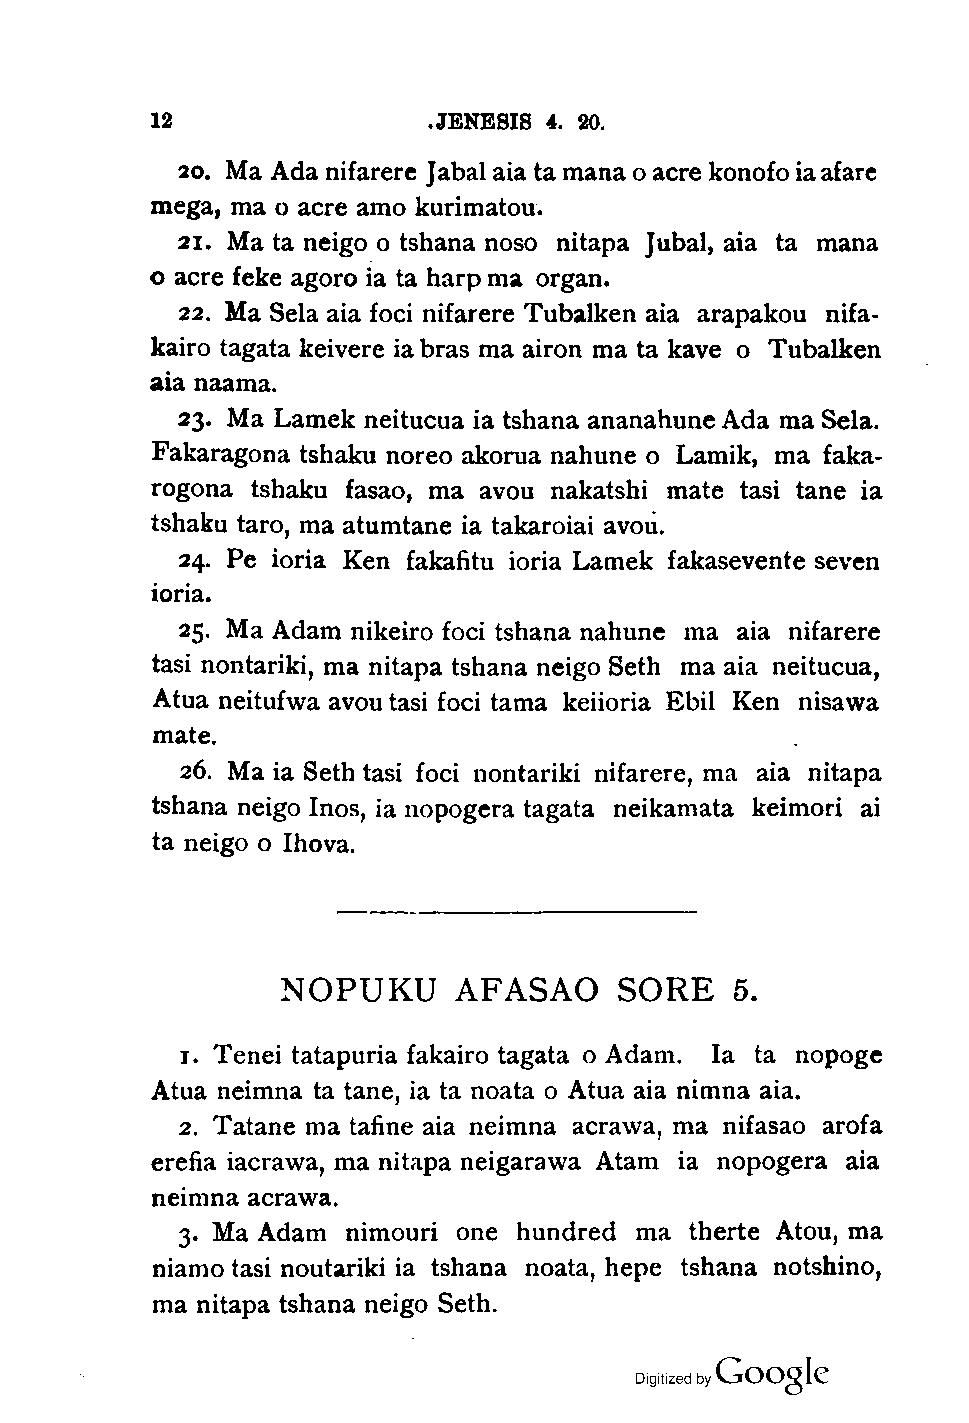 12 .JENESIS 4. 20.
20. Ma Ada nifarere Jabal aia ta mana o acre konofo ia afare
mega, ma o acre amo kurimatou.
21. Ma ta neigo o tshana noso nitapa Jubal, aia ta mana
o acre feke agoro ia ta harp ma organ.
22. Ma Sela aia foci nifarere Tubalken aia arapakou nifa-
kairo tagata keivere ia bras ma airon ma ta kave o Tubalken
aia naama.
23. Ma Lamek neitucua ia tshana ananahune Ada ma Sela.
Fakaragona tshaku noreo akorua nahune o Lamik, ma faka-
rogona tshaku fasao, ma avou nakatshi mate tasi tane ia
tshaku taro, ma atumtane ia takaroiai avou.
24. Pe ioria Ken fakafitu ioria Lamek fakasevente seven
ioria.
25. Ma Adam nikeiro foci tshana nahune ma aia nifarere
tasi nontariki, ma nitapa tshana neigo Seth ma aia neitucua,
Atua neitufwa avou tasi foci tama keiioria Ebil Ken nisawa
mate.
26. Ma ia Seth tasi foci nontariki nifarere, ma aia nitapa
tshana neigo Inos, ia nopogera tagata neikamata keimori ai
ta neigo o Ihova.
NOPUKU AFASAO SORE 5.
1. Tenei tatapuria fakairo tagata o Adam. Ia ta nopoge
Atua neimna ta tane, ia ta noata o Atua aia nimna aia.
2. Tatane ma tafine aia neimna acrawa, ma nifasao arofa
erefia iacrawa, ma nitapa neigarawa Atam ia nopogera aia
neimna acrawa.
3. Ma Adam nimouri one hundred ma therte Atou, ma
niamo tasi noutariki ia tshana noata, hepe tshana notshino,
ma nitapa tshana neigo Seth.
Digitized by Google